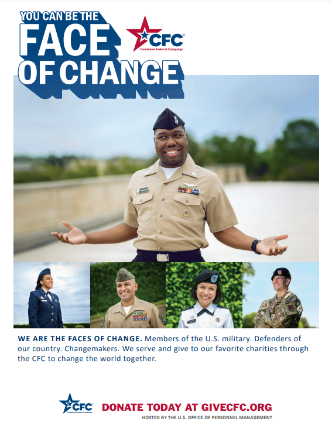 YOU CAN BE THE
FACE
OF CHANGE
CFC
Combined Federal Campaign
WE ARE THE FACES OF CHANGE. Members of the U.S. military. Defenders of
our country. Changemakers. We serve and give to our favorite charities through
the CFC to change the world together.
CFC
DONATE TODAY AT GIVECFC.ORG
HOSTED BY THE U.S. OFFICE OF PERSONNEL MANAGEMENT